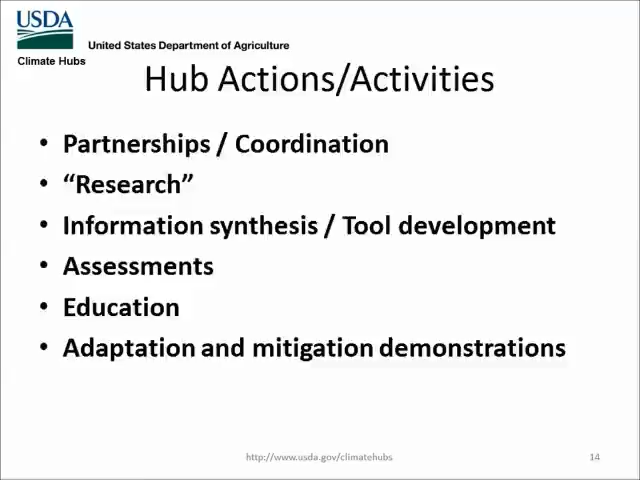 USDA
United States Department of Agriculture
Climate Hubs
Hub Actions/Activities
• Partnerships / Coordination
• “Research”
• Information synthesis / Tool development
• Assessments
• Education
• Adaptation and mitigation demonstrations
http://www.usda.gov/climatehubs 14